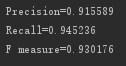 Precision=0.915589
Recall=0.945236
F measure=0.930176